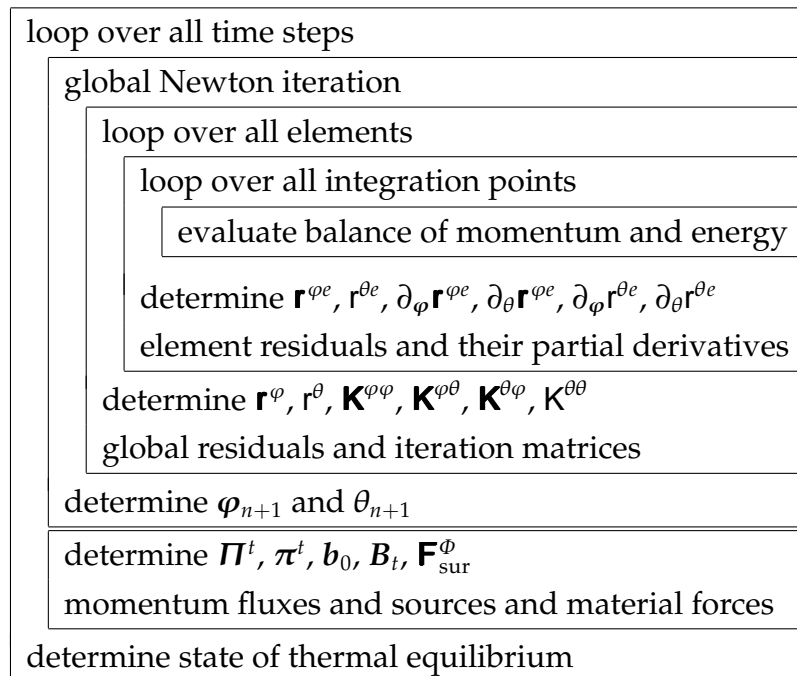 loop over all time steps
global Newton iteration
loop over all elements
loop over all integration points
evaluate balance of momentum and energy
determine 𝐫^{φe}, r^{θe}, ∂_𝛗 𝐫^{φe}, ∂_θ 𝐫^{φe}, ∂_𝛗 r^{θe}, ∂_θ r^{θe}
element residuals and their partial derivatives
determine 𝐫^φ, r^θ, 𝐊^{φφ}, 𝐊^{φθ}, 𝐊^{θφ}, K^{θθ}
global residuals and iteration matrices
determine 𝛗_{n+1} and θ_{n+1}
determine 𝜫^t, 𝝅^t, 𝒃_0, 𝑩_t, 𝐅^Φ_{sur}
momentum fluxes and sources and material forces
determine state of thermal equilibrium